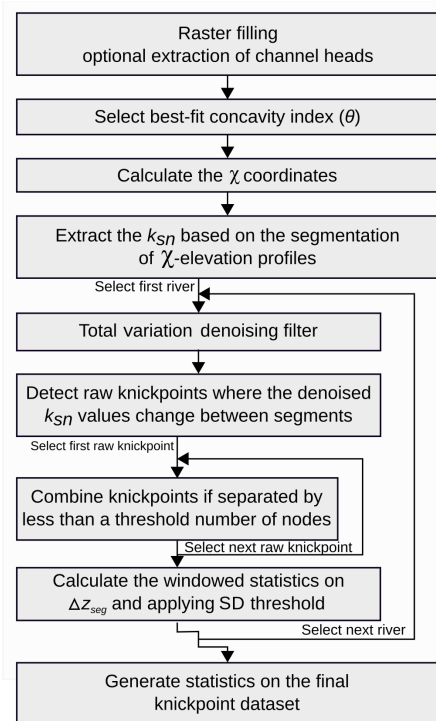 Raster filling
optional extraction of channel heads
Select best-fit concavity index (θ)
Calculate the χ coordinates
Extract the ksn based on the segmentation
of χ-elevation profiles
Select first river
Total variation denoising filter
Detect raw knickpoints where the denoised
ksn values change between segments
Select first raw knickpoint
Combine knickpoints if separated by
less than a threshold number of nodes
Select next raw knickpoint
Calculate the windowed statistics on
Δzseg and applying SD threshold
Select next river
Generate statistics on the final
knickpoint dataset